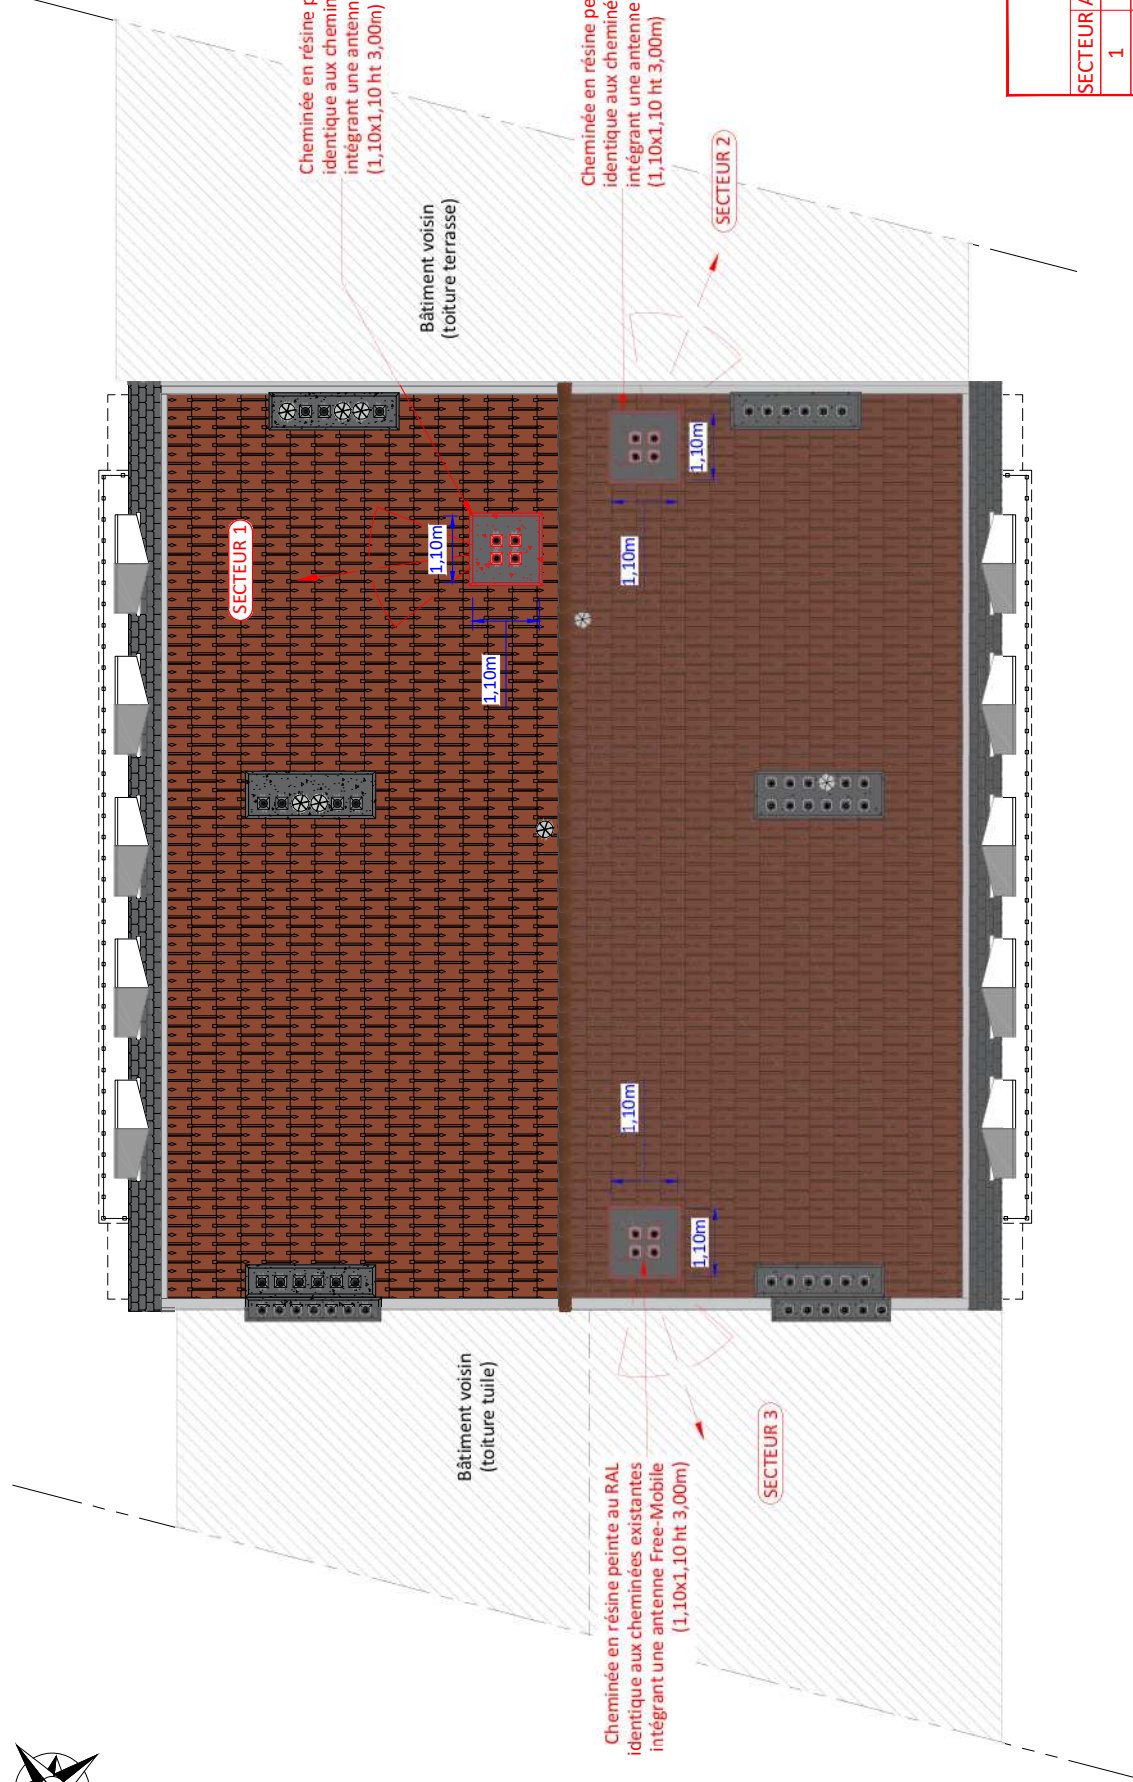 Cheminée en résine p
identique aux chemin
intégrant une antenn
(1,10x1,10 ht 3,00m)
Cheminée en résine pe
identique aux cheminé
intégrant une antenne
(1,10x1,10 ht 3,00m)
SECTEUR A
1
Bâtiment voisin
(toiture terrasse)
SECTEUR 2
SECTEUR 1
1,10m
1,10m
1,10m
1,10m
1,10m
1,10m
Bâtiment voisin
(toiture tuile)
SECTEUR 3
Cheminée en résine peinte au RAL
identique aux cheminées existantes
intégrant une antenne Free-Mobile
(1,10x1,10 ht 3,00m)